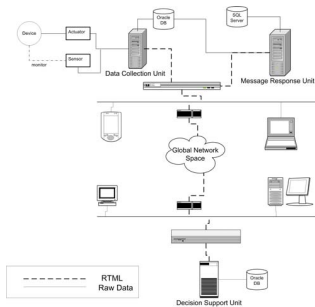 Oracle
DB
SQL
Server
Device
Actuator
monitor
Sensor
Data Collection Unit
Message Response Unit
Global Network
Space
Oracle
DB
RTML
Raw Data
Decision Support Unit